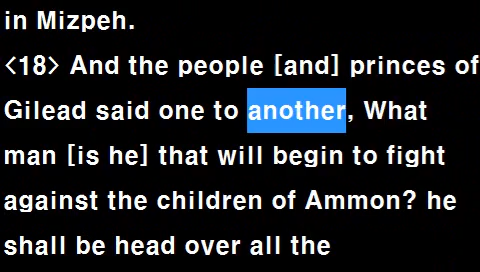 in Mizpeh.
<18> And the people [and] princes of
Gilead said one to another, What
man [is he] that will begin to fight
against the children of Ammon? he
shall be head over all the